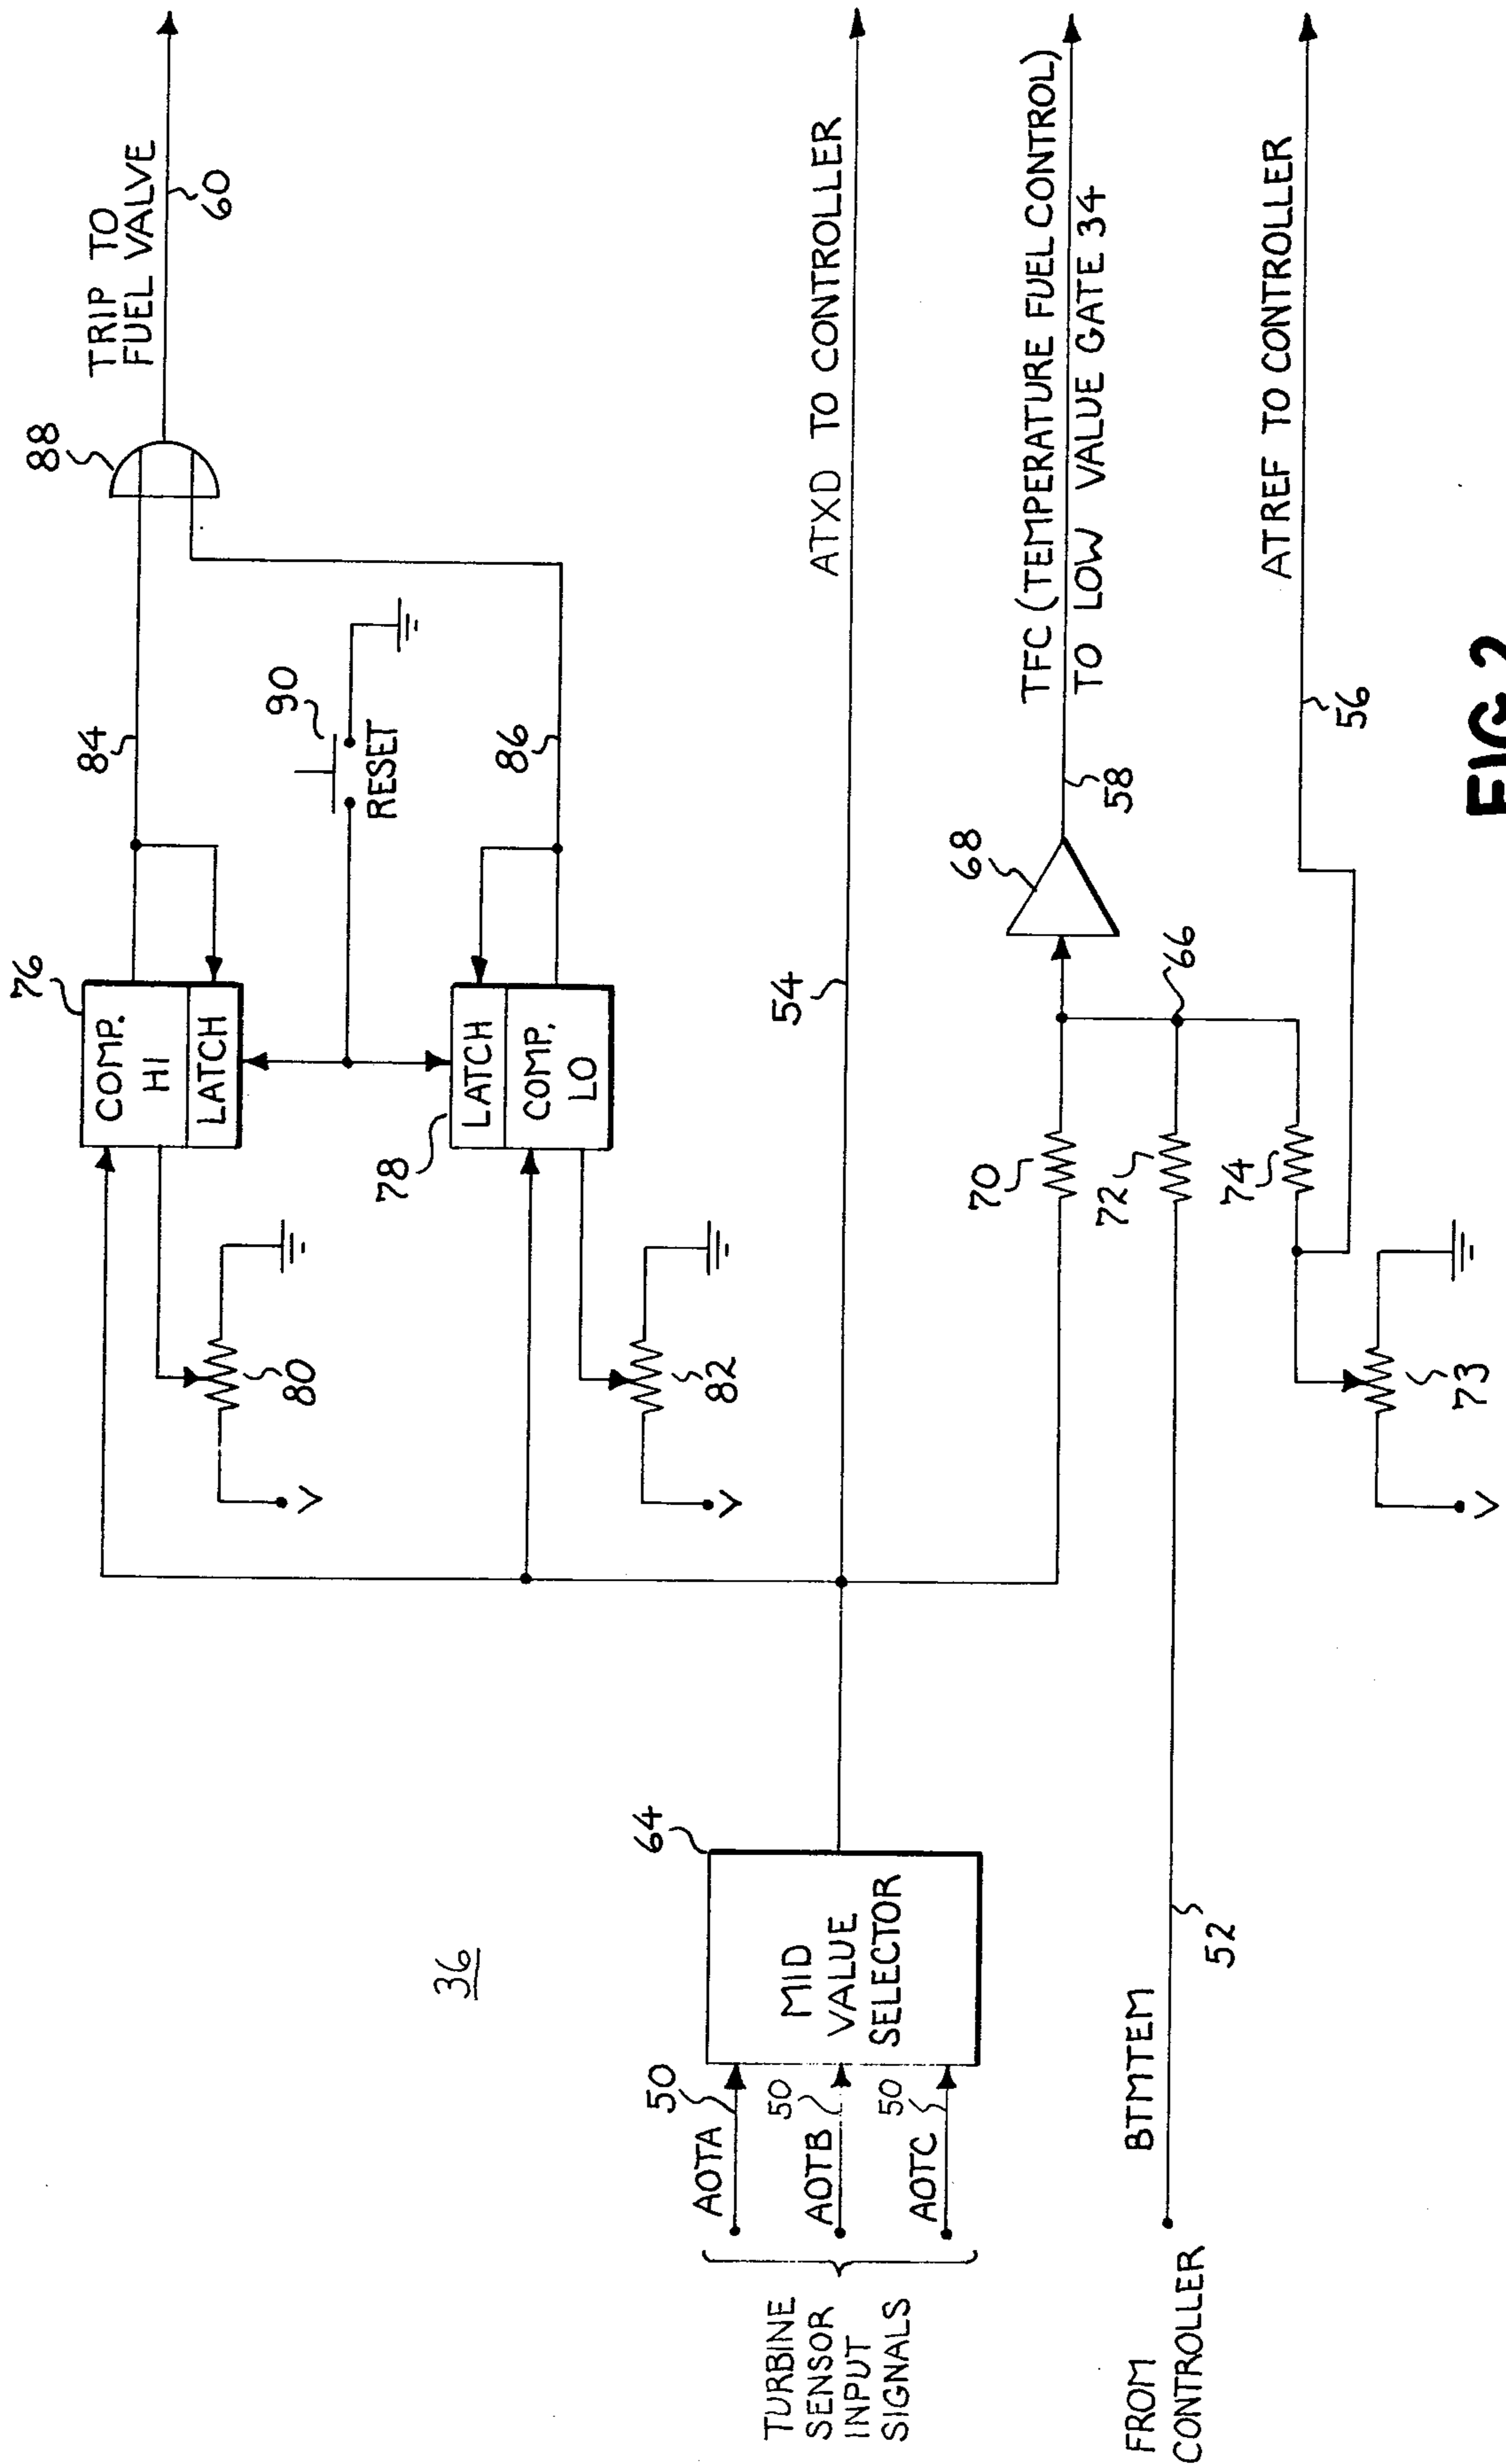 36
TURBINE
SENSOR
INPUT
SIGNALS
AOTA
50
AOTB
50
AOTC
50
MID
VALUE
SELECTOR
64
FROM
CONTROLLER
BTMTEM
52
V
80
COMP.
HI
LATCH
76
84
V
82
LATCH
COMP.
LO
78
86
90
RESET
88
TRIP TO
FUEL VALVE
60
54
ATXD TO CONTROLLER
70
72
74
66
68
58
TFC (TEMPERATURE FUEL CONTROL)
TO LOW VALUE GATE 34
V
73
56
ATREF TO CONTROLLER
FIG. 2